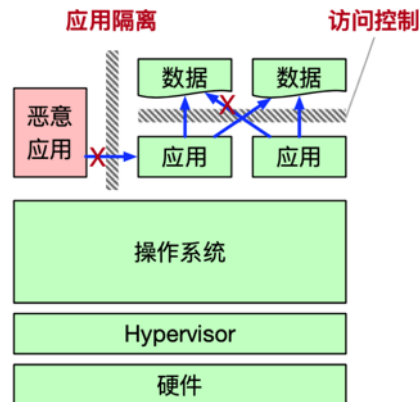 应用隔离
访问控制
数据
数据
恶意
应用
X
X
应用
应用
操作系统
Hypervisor
硬件